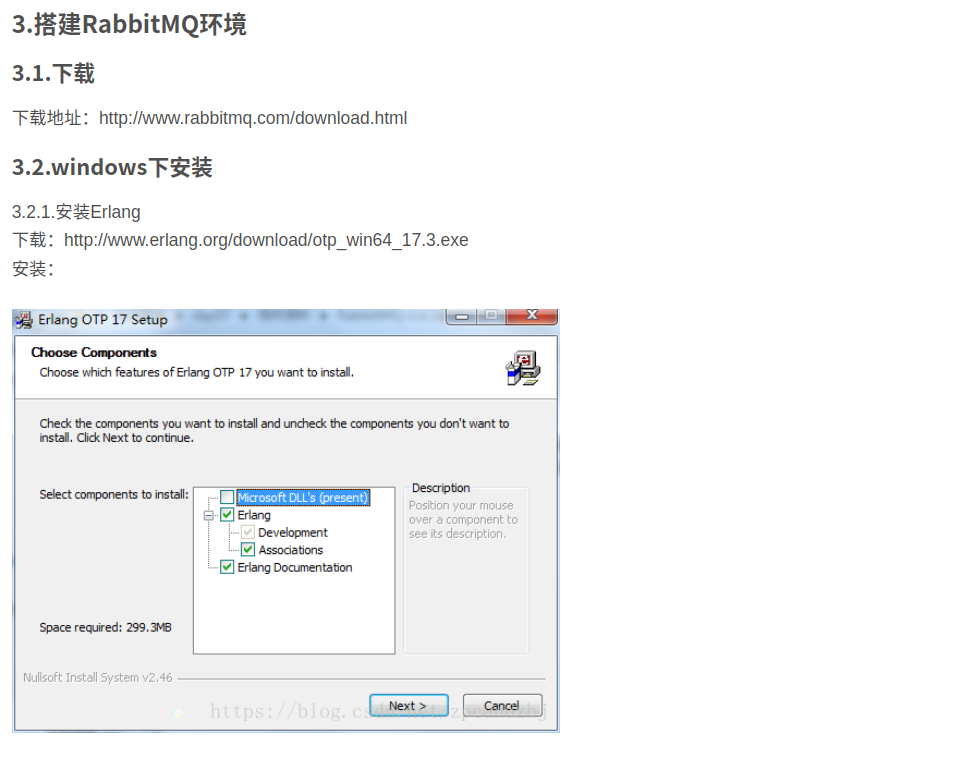 3.搭建RabbitMQ环境
3.1.下载
下载地址：http://www.rabbitmq.com/download.html
3.2.windows下安装
3.2.1.安装Erlang
下载：http://www.erlang.org/download/otp_win64_17.3.exe
安装：
Erlang OTP 17 Setup
Choose Components
Choose which features of Erlang OTP 17 you want to install.
Check the components you want to install and uncheck the components you don't want to
install. Click Next to continue.
Select components to install:
Microsoft DLL's (present)
Erlang
Development
Associations
Erlang Documentation
Description
Position your mouse
over a component to
see its description.
Space required: 299.3MB
Nullsoft Install System v2.46
Next >
Cancel